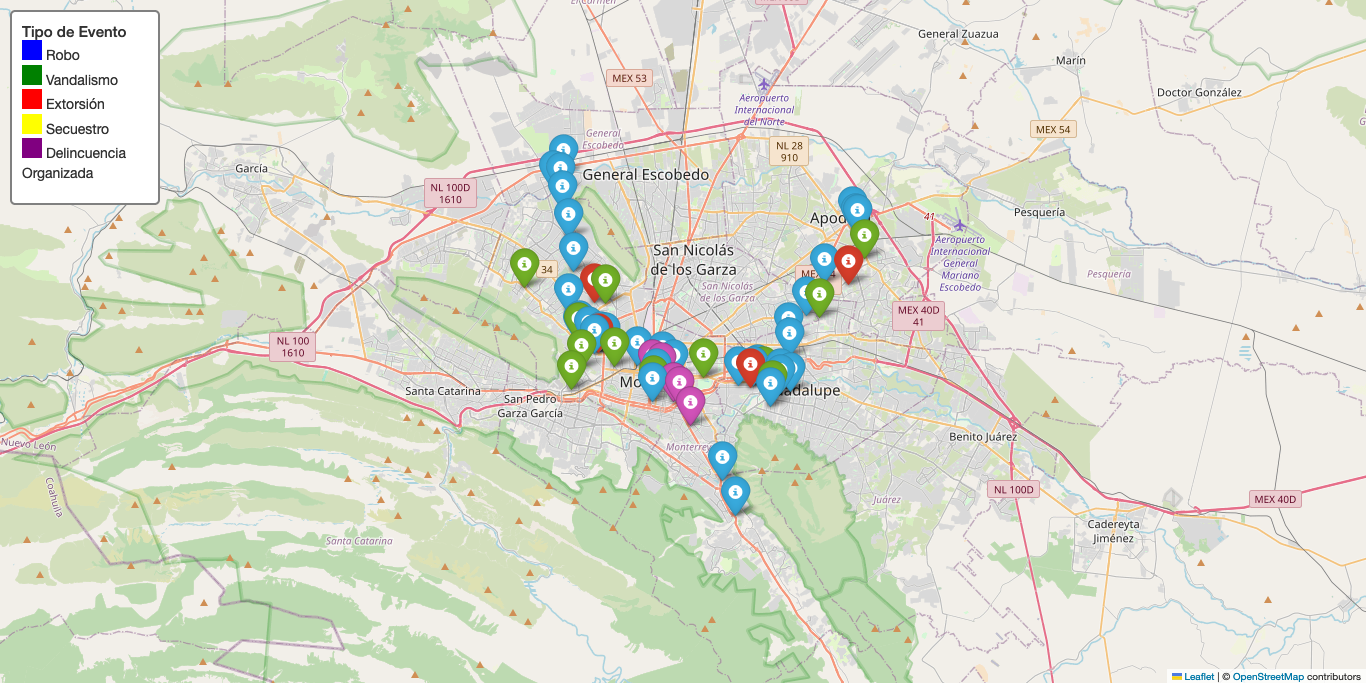 Tipo de Evento
Robo
Vandalismo
Extorsión
Secuestro
Delincuencia
Organizada
El Carmen
General Zuazua
Marín
Doctor González
MEX 53
Aeropuerto
Internacional
del Norte
MEX 54
General
Escobedo
NL 28
910
García
General Escobedo
NL 100D
1610
Apod
41
Pesquería
Aeropuerto
Internacional
General
Mariano
Escobedo
San Nicolás
de los Garza
34
MEX
Pesquería
San Nicolás
de los Garza
MEX 40D
41
NL 100
1610
Mo
Santa Catarina
San Pedro
Garza García
adalupe
Nuevo León
Coahuila
Monterrey
Benito Juárez
Juárez
NL 100D
MEX 40D
Cadereyta
Jiménez
Santa Catarina
Leaflet | © OpenStreetMap contributors